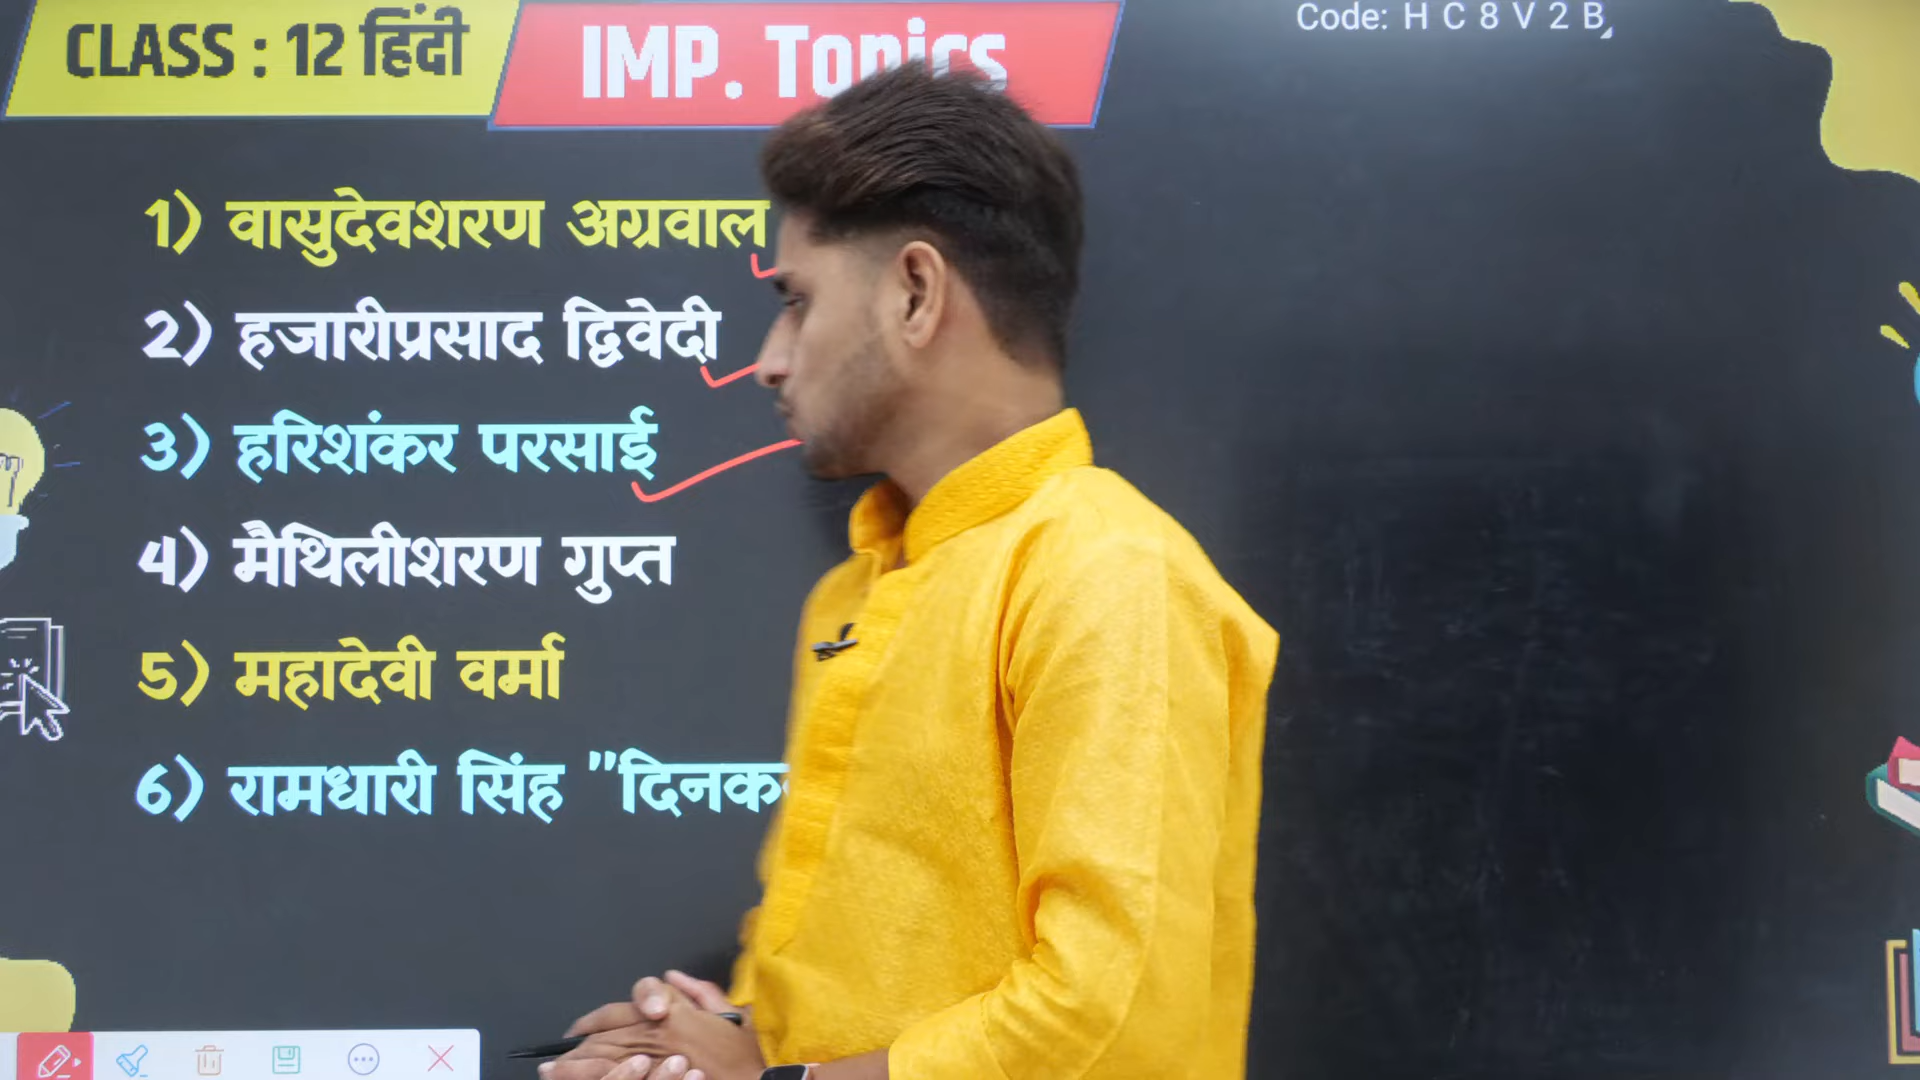 CLASS : 12 हिंदी
IMP. Topics
Code: H C 8 V 2 B
1) वासुदेवशरण अग्रवाल
2) हजारीप्रसाद द्विवेदी
3) हरिशंकर परसाई
4) मैथिलीशरण गुप्त
5) महादेवी वर्मा
6) रामधारी सिंह "दिनक